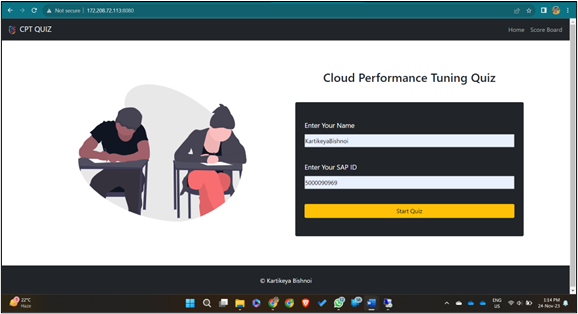 Not secure | 172.208.72.113:8080
CPT QUIZ
Home Score Board
Cloud Performance Tuning Quiz
Enter Your Name
KartikeyaBishnoi
Enter Your SAP ID
5000090969
Start Quiz
© Kartikeya Bishnoi
22°C
Haze
ENG
US
1:14 PM
24-Nov-23